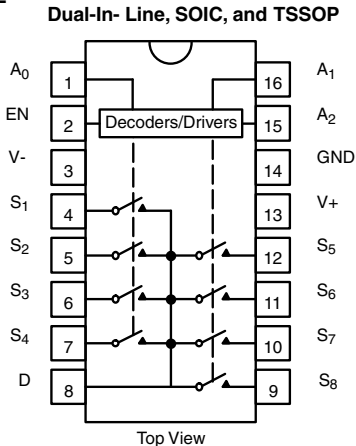 Dual-In- Line, SOIC, and TSSOP
A0 1 16 A1
EN 2 Decoders/Drivers 15 A2
V- 3 14 GND
S1 4 13 V+
S2 5 12 S5
S3 6 11 S6
S4 7 10 S7
D 8 9 S8
Top View